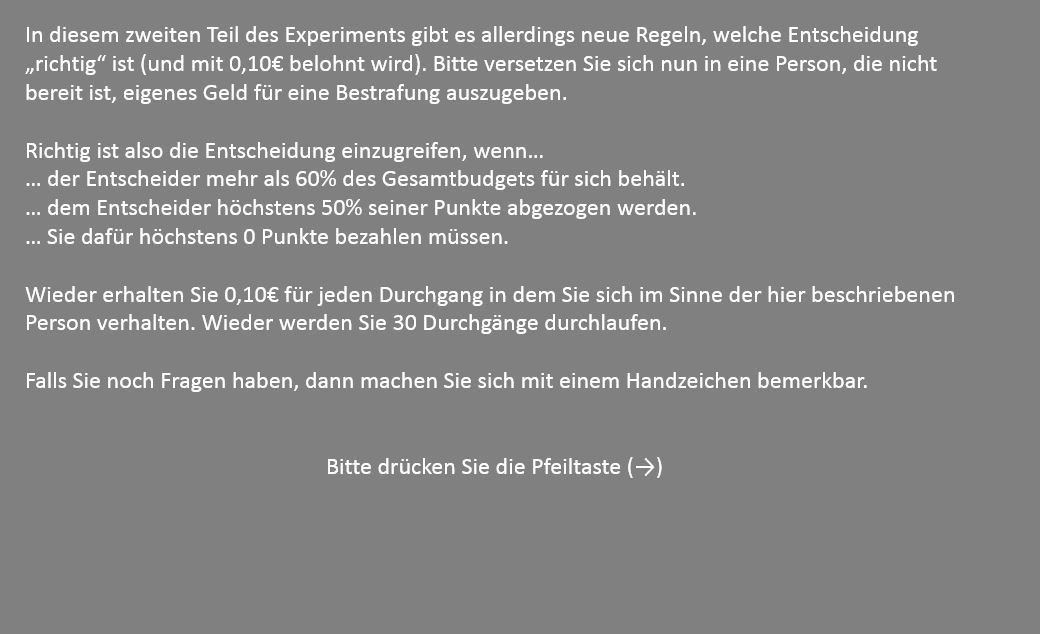 In diesem zweiten Teil des Experiments gibt es allerdings neue Regeln, welche Entscheidung
„richtig“ ist (und mit 0,10€ belohnt wird). Bitte versetzen Sie sich nun in eine Person, die nicht
bereit ist, eigenes Geld für eine Bestrafung auszugeben.
Richtig ist also die Entscheidung einzugreifen, wenn…
… der Entscheider mehr als 60% des Gesamtbudgets für sich behält.
… dem Entscheider höchstens 50% seiner Punkte abgezogen werden.
… Sie dafür höchstens 0 Punkte bezahlen müssen.
Wieder erhalten Sie 0,10€ für jeden Durchgang in dem Sie sich im Sinne der hier beschriebenen
Person verhalten. Wieder werden Sie 30 Durchgänge durchlaufen.
Falls Sie noch Fragen haben, dann machen Sie sich mit einem Handzeichen bemerkbar.
Bitte drücken Sie die Pfeiltaste (→)